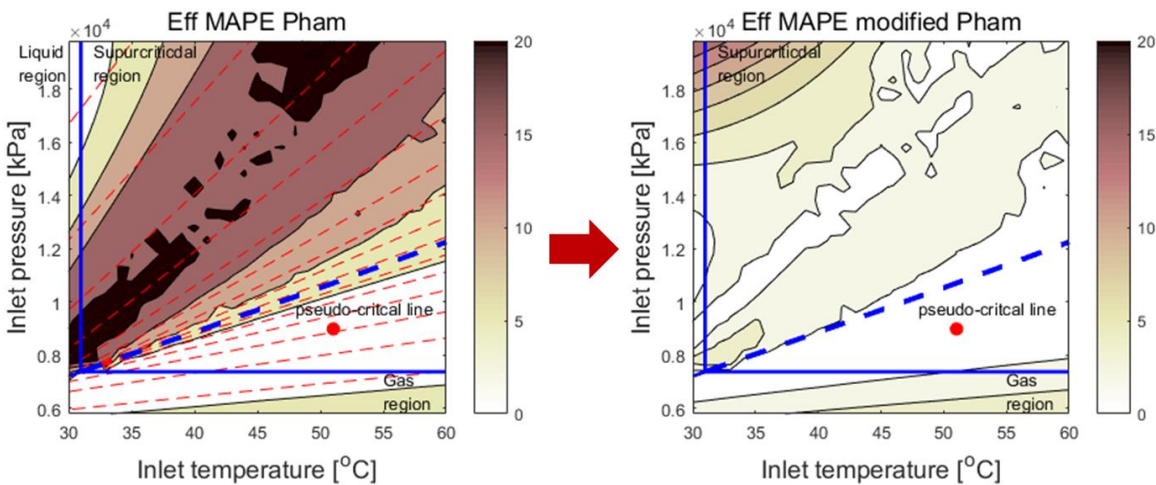 Eff MAPE Pham
×10⁴
Liquid
region
Supurcriticdal
region
1.8
1.6
1.4
1.2
1
0.8
0.6
Inlet pressure [kPa]
pseudo-critcal line
Gas
region
30
35
40
45
50
55
60
Inlet temperature [°C]
20
15
10
5
0
Eff MAPE modified Pham
×10⁴
Supurcriticdal
region
1.8
1.6
1.4
1.2
1
0.8
0.6
Inlet pressure [kPa]
pseudo-critcal line
Gas
region
30
35
40
45
50
55
60
Inlet temperature [°C]
20
15
10
5
0